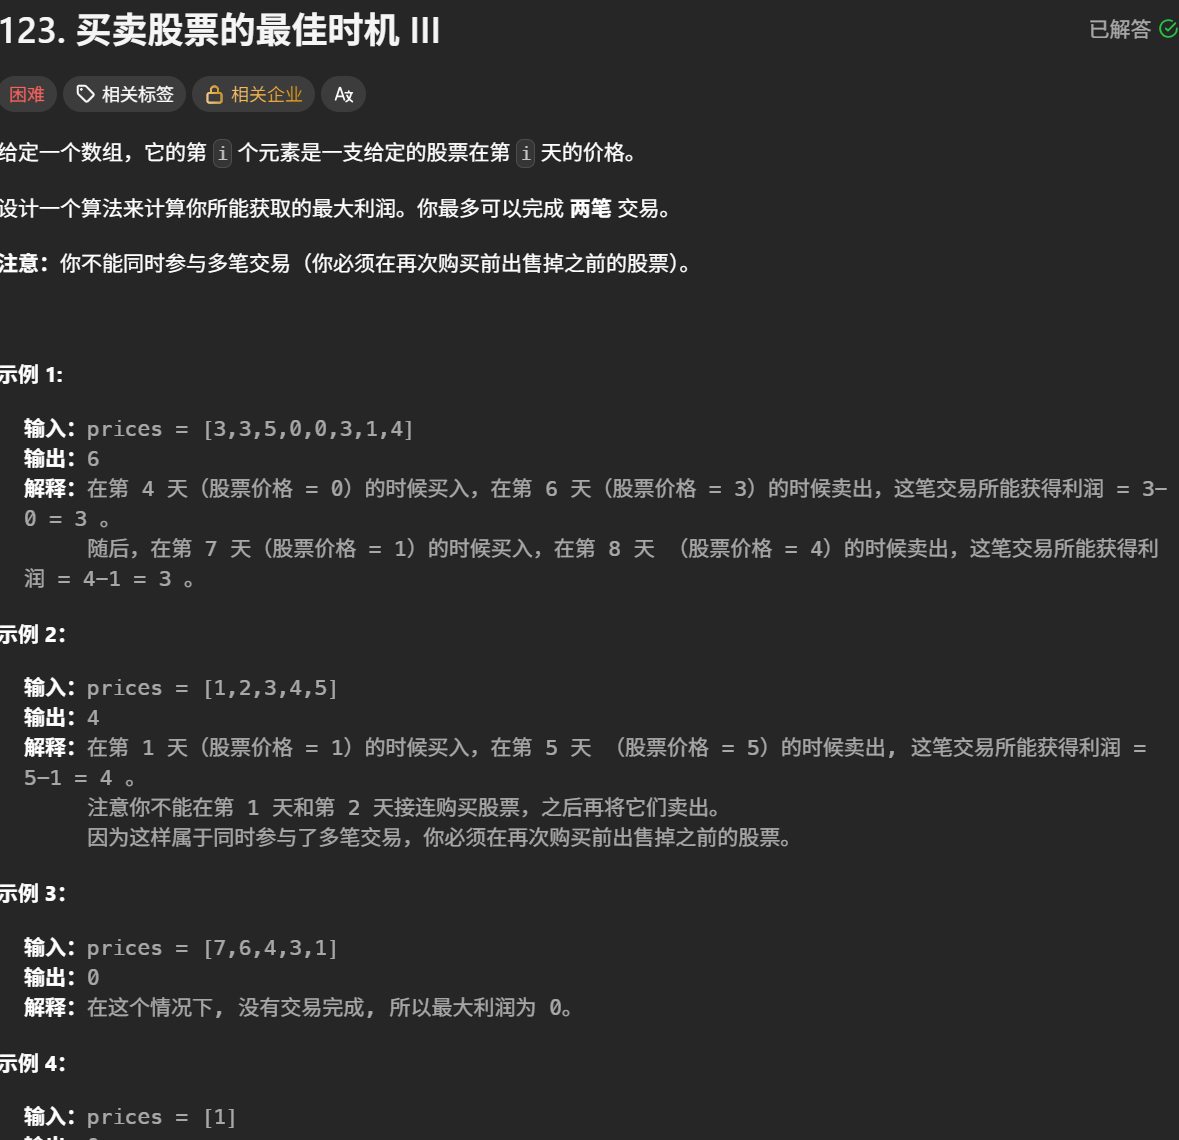 123. 买卖股票的最佳时机 III
已解答
困难 相关标签 相关企业
给定一个数组，它的第 i 个元素是一支给定的股票在第 i 天的价格。
设计一个算法来计算你所能获取的最大利润。你最多可以完成 两笔 交易。
注意：你不能同时参与多笔交易（你必须在再次购买前出售掉之前的股票）。
示例 1:
输入：prices = [3,3,5,0,0,3,1,4]
输出：6
解释：在第 4 天（股票价格 = 0）的时候买入，在第 6 天（股票价格 = 3）的时候卖出，这笔交易所能获得利润 = 3-
0 = 3 。
随后，在第 7 天（股票价格 = 1）的时候买入，在第 8 天 （股票价格 = 4）的时候卖出，这笔交易所能获得利
润 = 4-1 = 3 。
示例 2：
输入：prices = [1,2,3,4,5]
输出：4
解释：在第 1 天（股票价格 = 1）的时候买入，在第 5 天 （股票价格 = 5）的时候卖出, 这笔交易所能获得利润 =
5-1 = 4 。
注意你不能在第 1 天和第 2 天接连购买股票，之后再将它们卖出。
因为这样属于同时参与了多笔交易，你必须在再次购买前出售掉之前的股票。
示例 3：
输入：prices = [7,6,4,3,1]
输出：0
解释：在这个情况下, 没有交易完成, 所以最大利润为 0。
示例 4：
输入：prices = [1]